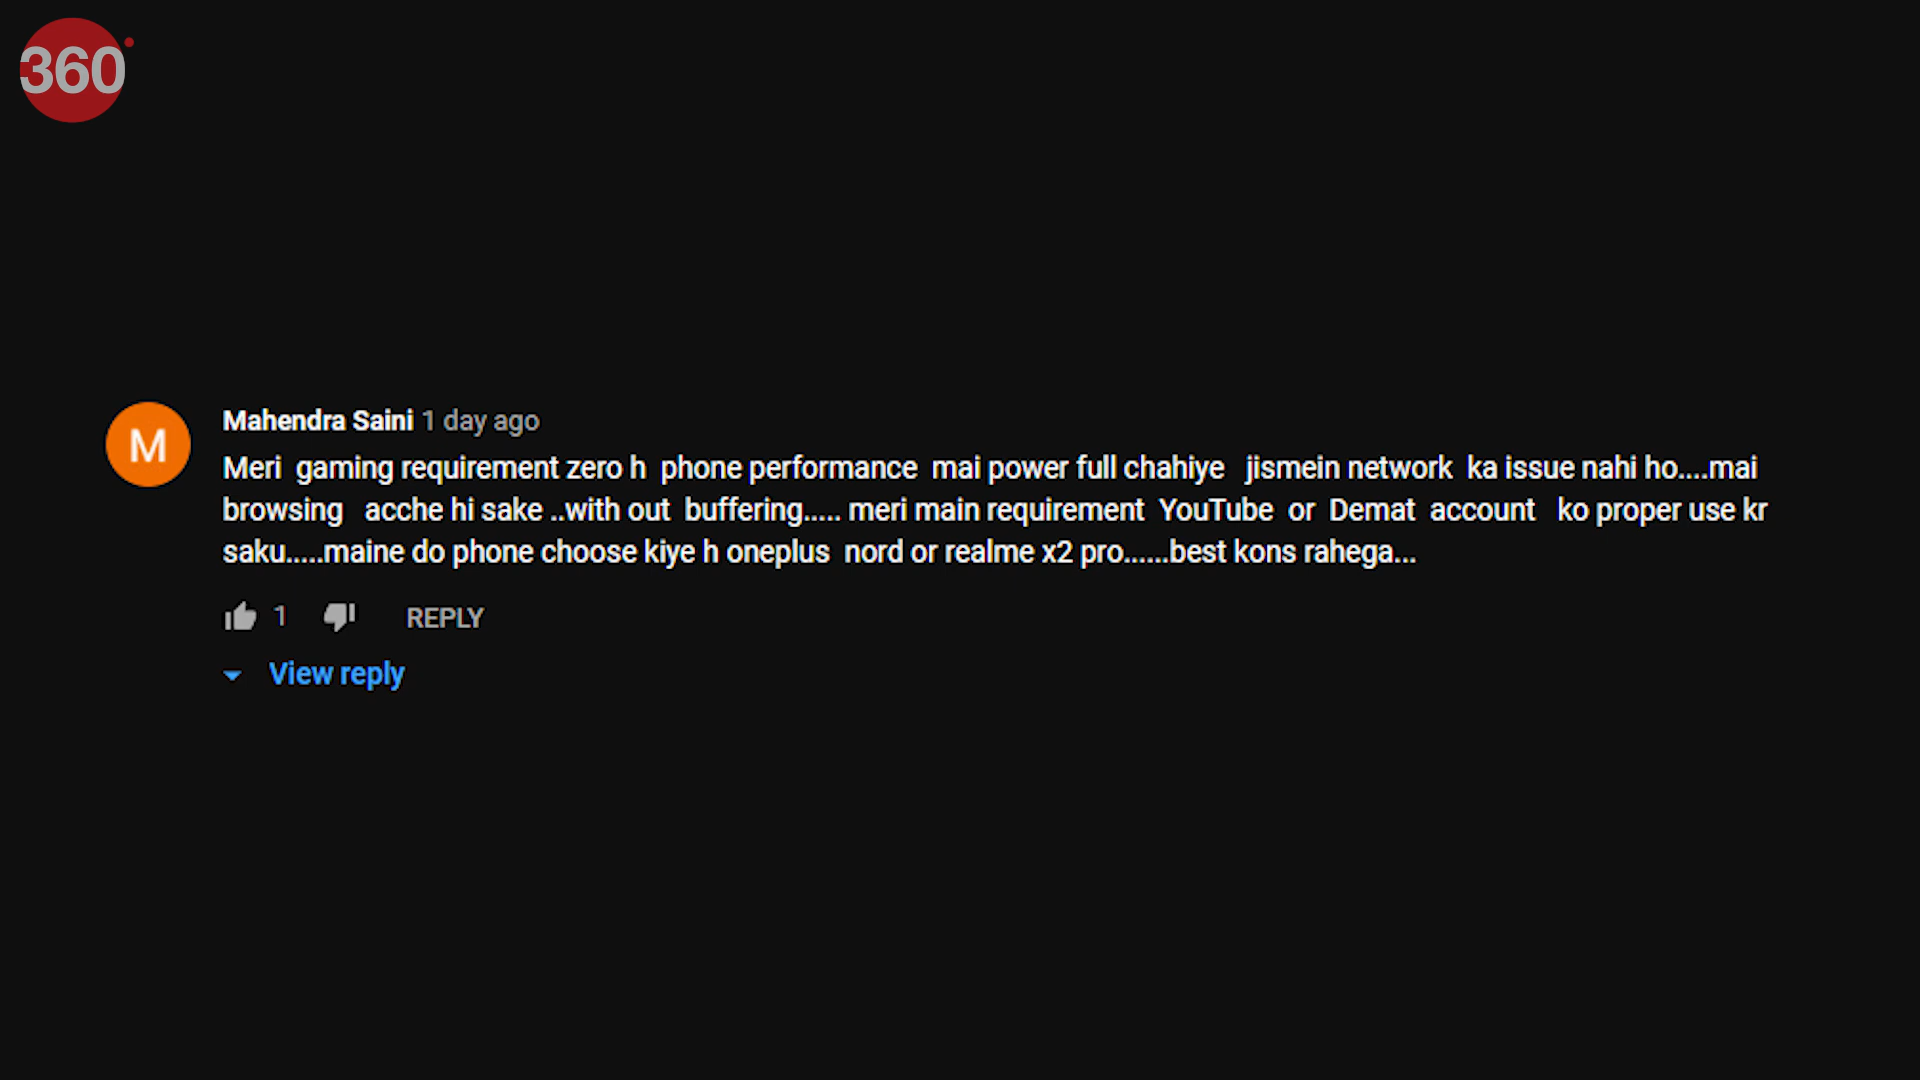 360
Mahendra Saini 1 day ago
M
Meri gaming requirement zero h phone performance mai power full chahiye jismein network ka issue nahi ho....mai
browsing acche hi sake ..with out buffering..... meri main requirement YouTube or Demat account ko proper use kr
saku.....maine do phone choose kiye h oneplus nord or realme x2 pro......best kons rahega...
1 REPLY
View reply